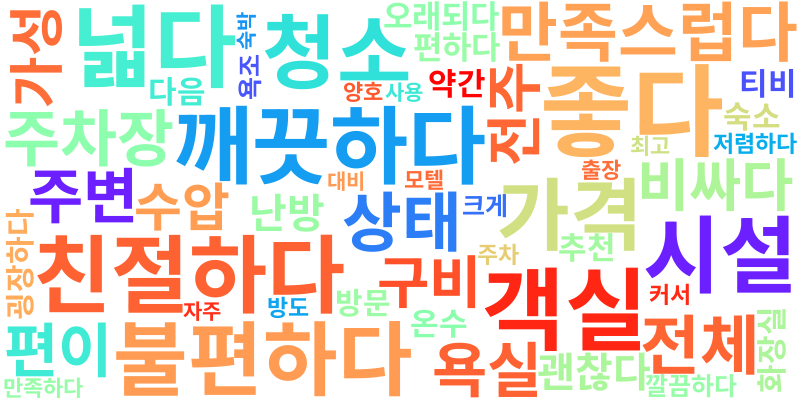 가성
넓다
욕조
숙박
청소
오래되다
편하다
만족스럽다
다음
양호
사용
약간
전주
좋다
티비
숙소
최고
저렴하다
주차장
깨끗하다
출장
비싸다
주변
수압
난방
대비
모텔
상태
크게
가격
시설
굉장하다
친절하다
자주
방도
방문
구비
온수
주차
추천
객실
커서
전체
편이
불편하다
욕실
괜찮다
깔끔하다
화장실
만족하다